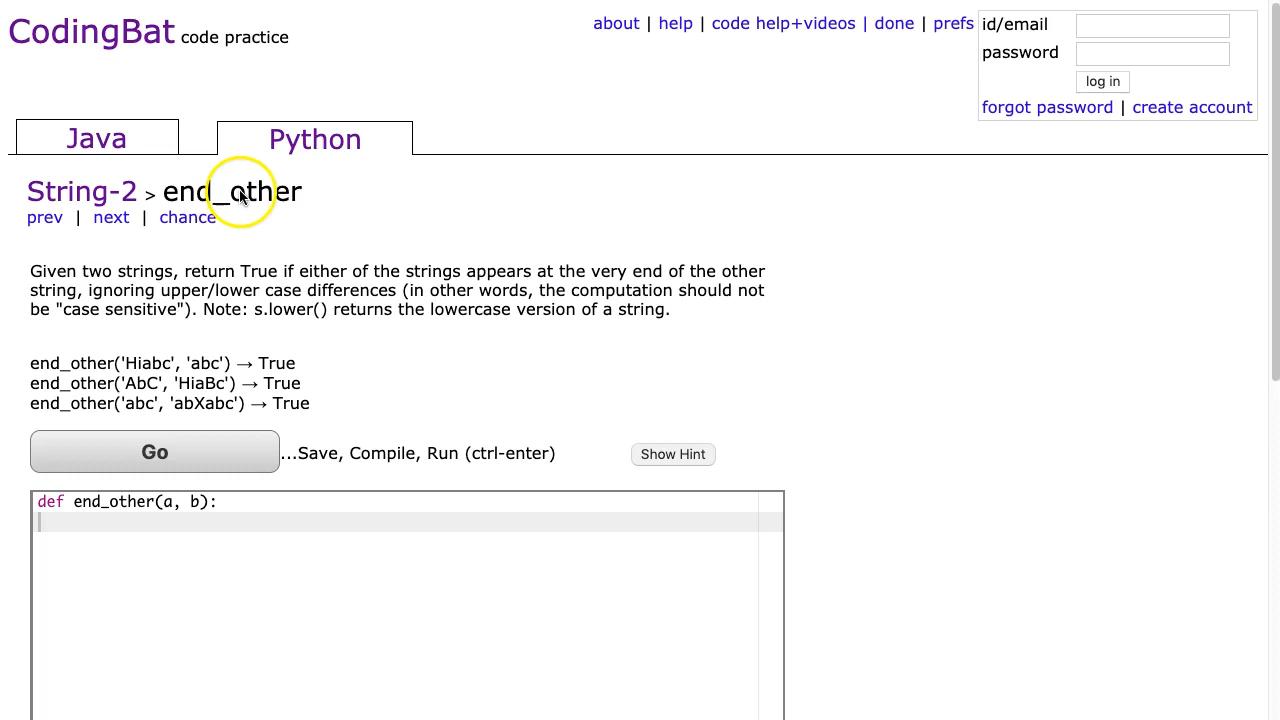 CodingBat code practice
about | help | code help+videos | done | prefs
id/email
password
log in
forgot password | create account
Java
Python
String-2 > end_other
prev | next | chance
Given two strings, return True if either of the strings appears at the very end of the other
string, ignoring upper/lower case differences (in other words, the computation should not
be "case sensitive"). Note: s.lower() returns the lowercase version of a string.
end_other('Hiabc', 'abc') → True
end_other('AbC', 'HiaBc') → True
end_other('abc', 'abXabc') → True
Go
...Save, Compile, Run (ctrl-enter)
Show Hint
def end_other(a, b):